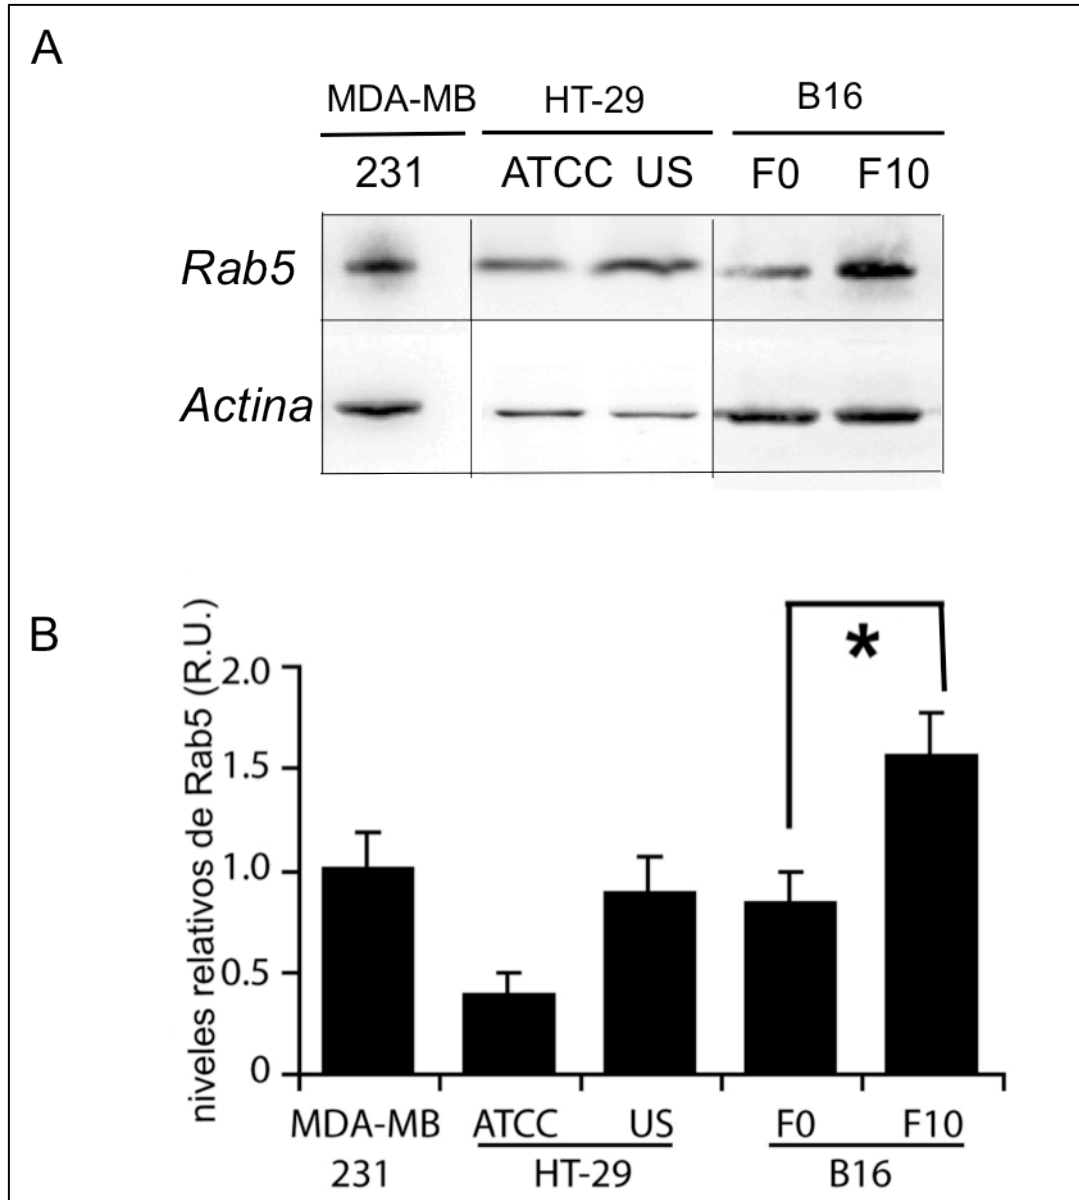 A
MDA-MB HT-29 B16
231 ATCC US F0 F10
Rab5
Actina
B
niveles relativos de Rab5 (R.U.)
2.0
1.5
1.0
0.5
0
*
MDA-MB ATCC US F0 F10
231 HT-29 B16